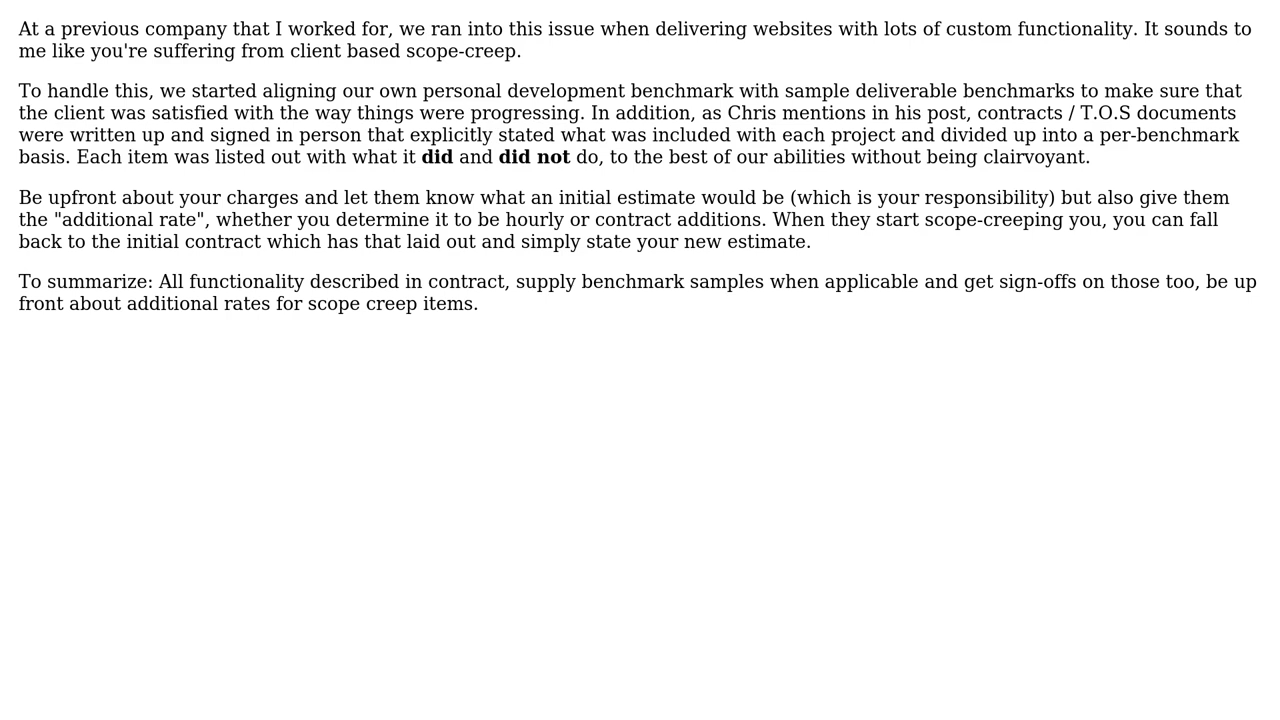 At a previous company that I worked for, we ran into this issue when delivering websites with lots of custom functionality. It sounds to
me like you're suffering from client based scope-creep.
To handle this, we started aligning our own personal development benchmark with sample deliverable benchmarks to make sure that
the client was satisfied with the way things were progressing. In addition, as Chris mentions in his post, contracts / T.O.S documents
were written up and signed in person that explicitly stated what was included with each project and divided up into a per-benchmark
basis. Each item was listed out with what it did and did not do, to the best of our abilities without being clairvoyant.
Be upfront about your charges and let them know what an initial estimate would be (which is your responsibility) but also give them
the "additional rate", whether you determine it to be hourly or contract additions. When they start scope-creeping you, you can fall
back to the initial contract which has that laid out and simply state your new estimate.
To summarize: All functionality described in contract, supply benchmark samples when applicable and get sign-offs on those too, be up
front about additional rates for scope creep items.